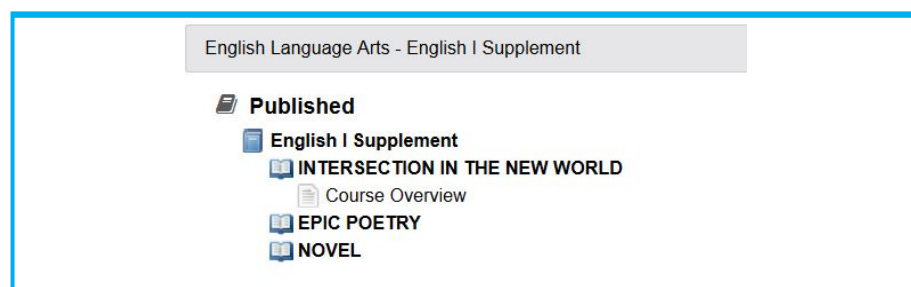 English Language Arts - English I Supplement
Published
English I Supplement
INTERSECTION IN THE NEW WORLD
Course Overview
EPIC POETRY
NOVEL